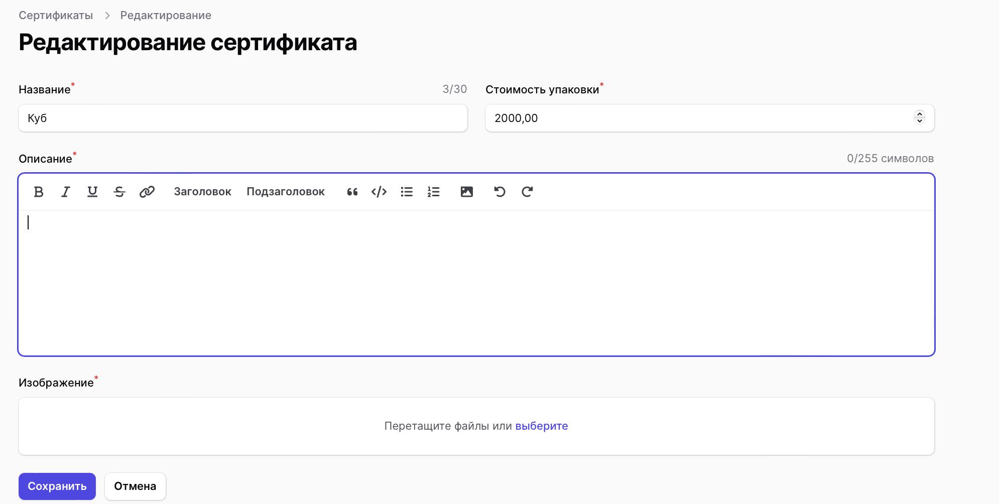 Сертификаты > Редактирование
Редактирование сертификата
Название* 3/30
Стоимость упаковки*
Куб
2000,00
Описание* 0/255 символов
B I U S Заголовок Подзаголовок “ </>
Изображение*
Перетащите файлы или выберите
Сохранить Отмена